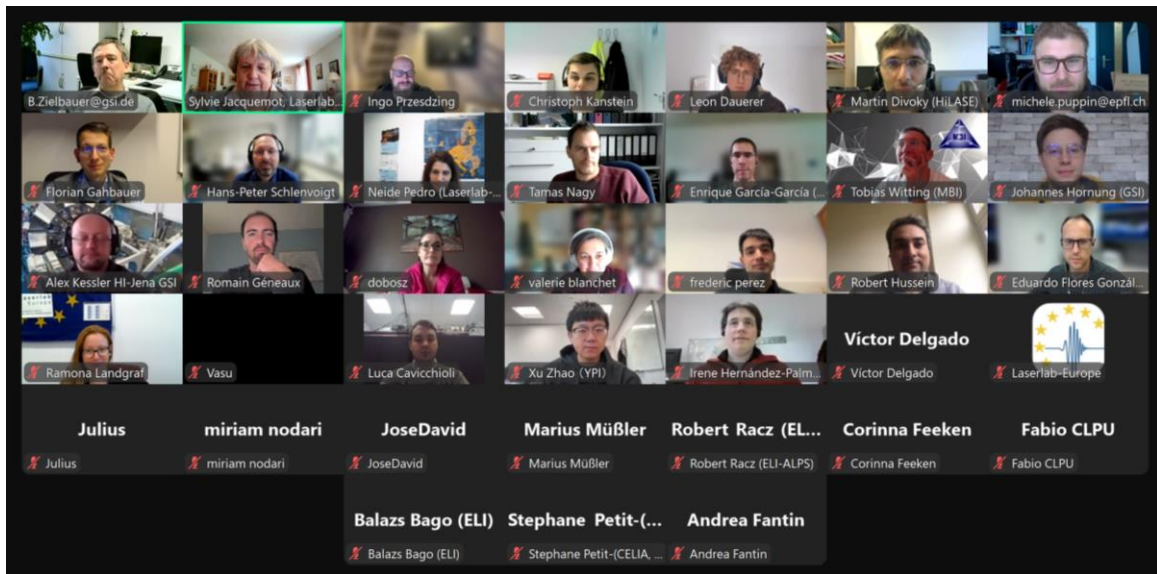 B.Zielbauer@gsi.de
Sylvie Jacquemot, Laserlab...
Ingo Przesdzing
Christoph Kanstein
Leon Dauerer
Martin Divoky (HiLASE)
michele.puppin@epfl.ch
Florian Gahbauer
Hans-Peter Schlenvoigt
Neide Pedro (Laserlab-...
Tamas Nagy
Enrique García-García (...
MBI
Tobias Witting (MBI)
Johannes Hornung (GSI)
Alex Kessler HI-Jena GSI
Romain Géneaux
dobosz
valerie blanchet
frederic perez
Robert Hussein
Eduardo Flores Gonzál...
Ramona Landgraf
Vasu
Luca Cavicchioli
Xu Zhao (YPI)
Irene Hernández-Palm...
Víctor Delgado
Víctor Delgado
Laserlab-Europe
Julius
miriam nodari
JoseDavid
Marius Müßler
Robert Racz (EL...
Corinna Feeken
Fabio CLPU
Julius
miriam nodari
JoseDavid
Marius Müßler
Robert Racz (ELI-ALPS)
Corinna Feeken
Fabio CLPU
Balazs Bago (ELI)
Stephane Petit-(...
Andrea Fantin
Balazs Bago (ELI)
Stephane Petit-(CELIA, ...
Andrea Fantin